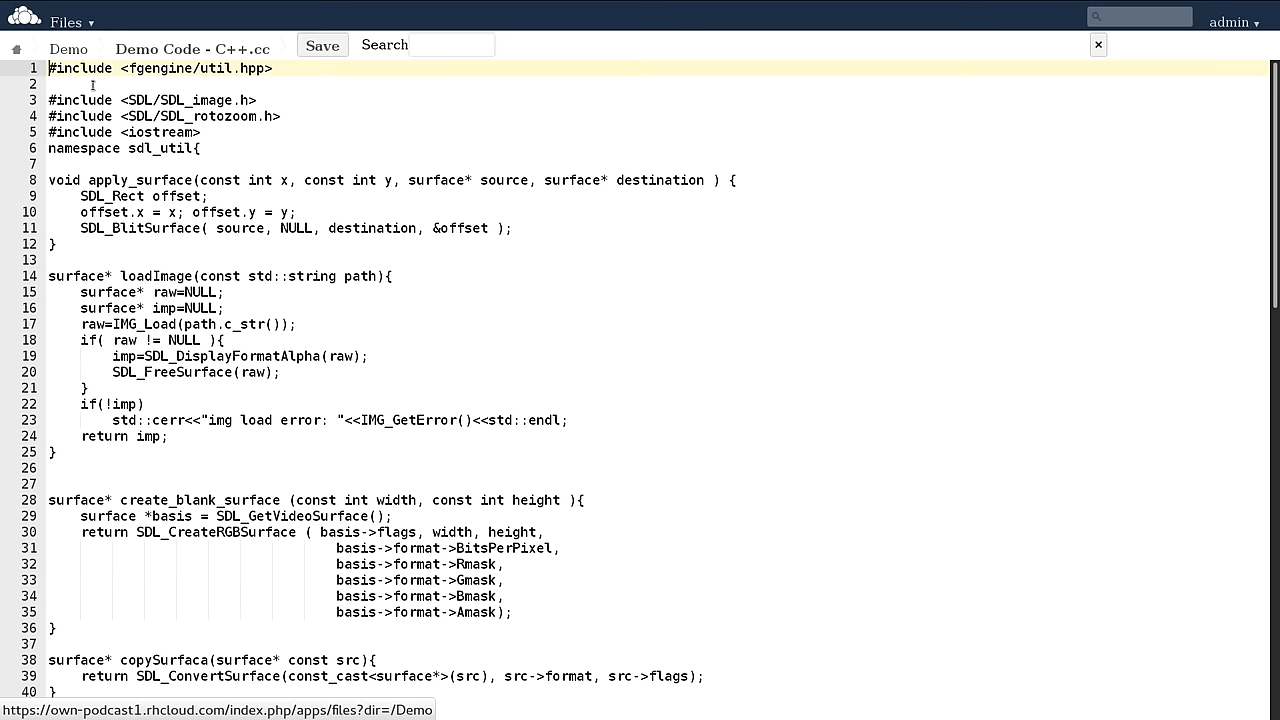 Files ▾ admin ▾
Demo Demo Code - C++.cc Save Search ×
1 #include <fgengine/util.hpp>
2
3 #include <SDL/SDL_image.h>
4 #include <SDL/SDL_rotozoom.h>
5 #include <iostream>
6 namespace sdl_util{
7
8 void apply_surface(const int x, const int y, surface* source, surface* destination ) {
9     SDL_Rect offset;
10     offset.x = x; offset.y = y;
11     SDL_BlitSurface( source, NULL, destination, &offset );
12 }
13
14 surface* loadImage(const std::string path){
15     surface* raw=NULL;
16     surface* imp=NULL;
17     raw=IMG_Load(path.c_str());
18     if( raw != NULL ){
19         imp=SDL_DisplayFormatAlpha(raw);
20         SDL_FreeSurface(raw);
21     }
22     if(!imp)
23         std::cerr<<"img load error: "<<IMG_GetError()<<std::endl;
24     return imp;
25 }
26
27
28 surface* create_blank_surface (const int width, const int height ){
29     surface *basis = SDL_GetVideoSurface();
30     return SDL_CreateRGBSurface ( basis->flags, width, height,
31                                     basis->format->BitsPerPixel,
32                                     basis->format->Rmask,
33                                     basis->format->Gmask,
34                                     basis->format->Bmask,
35                                     basis->format->Amask);
36 }
37
38 surface* copySurfaca(surface* const src){
39     return SDL_ConvertSurface(const_cast<surface*>(src), src->format, src->flags);
40 }
https://own-podcast1.rhcloud.com/index.php/apps/files?dir=/Demo